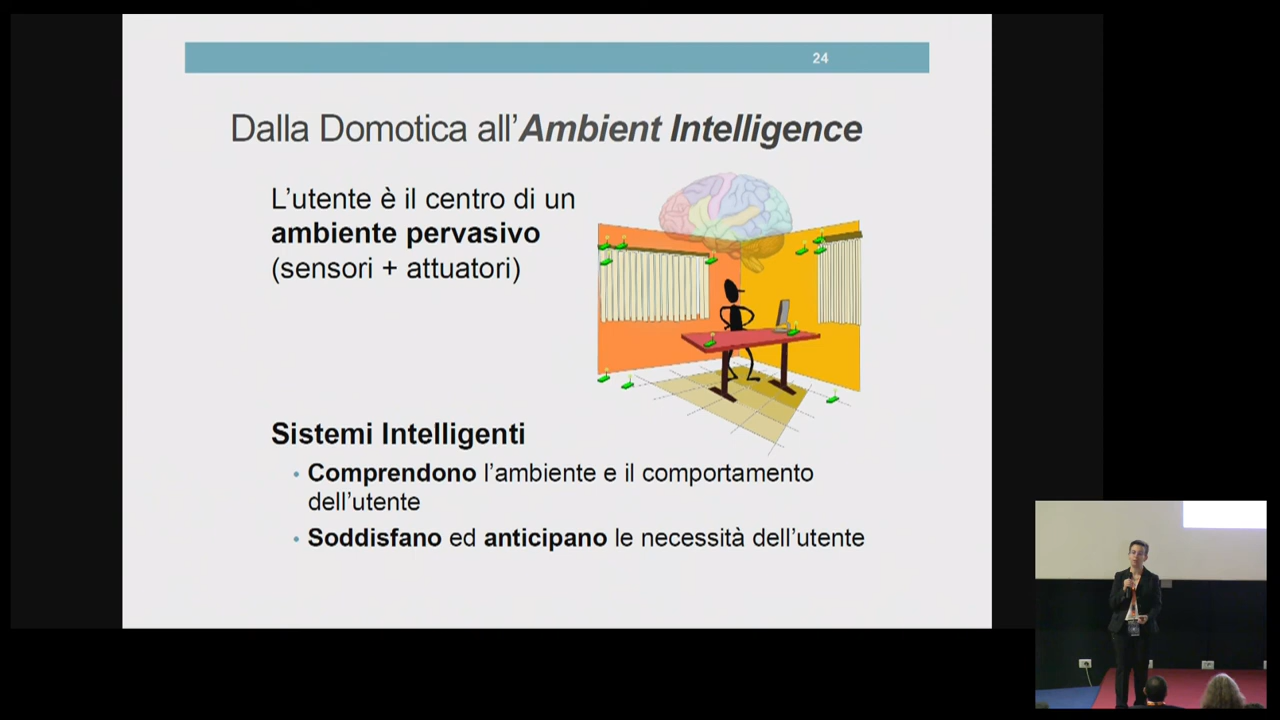 24
Dalla Domotica all’Ambient Intelligence
L’utente è il centro di un
ambiente pervasivo
(sensori + attuatori)
Sistemi Intelligenti
• Comprendono l’ambiente e il comportamento
dell’utente
• Soddisfano ed anticipano le necessità dell’utente